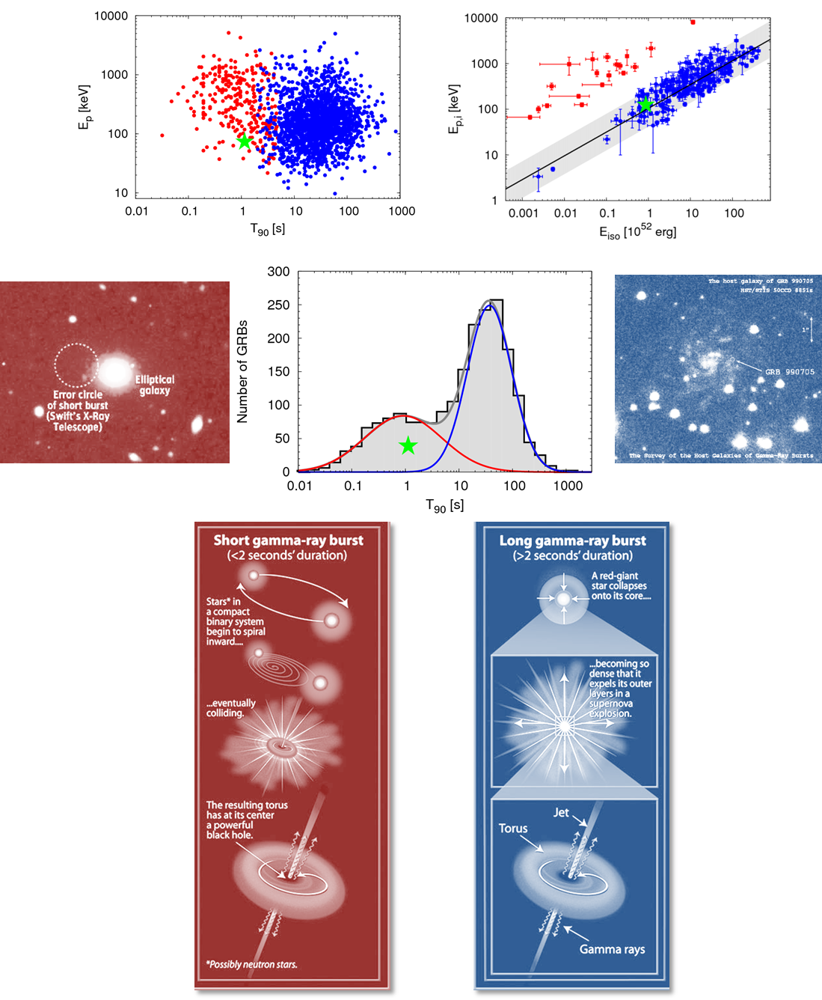 10000
1000
100
10
E_p [keV]
0.01 0.1 1 10 100 1000
T_90 [s]
10000
1000
100
10
1
E_p,i [keV]
0.001 0.01 0.1 1 10 100
E_iso [10^52 erg]
Elliptical
galaxy
Error circle
of short burst
(Swift's X-Ray
Telescope)
300
250
200
150
100
50
0
Number of GRBs
0.01 0.1 1 10 100 1000
T_90 [s]
The host galaxy of GRB 990705
HST/STIS 50CCD 8851s
1"
GRB 990705
The Survey of the Host Galaxies of Gamma-Ray Bursts
Short gamma-ray burst
(<2 seconds' duration)
Stars* in
a compact
binary system
begin to spiral
inward....
...eventually
colliding.
The resulting torus
has at its center
a powerful
black hole.
*Possibly neutron stars.
Long gamma-ray burst
(>2 seconds' duration)
A red-giant
star collapses
onto its core....
...becoming so
dense that it
expels its outer
layers in a
supernova
explosion.
Jet
Torus
Gamma rays